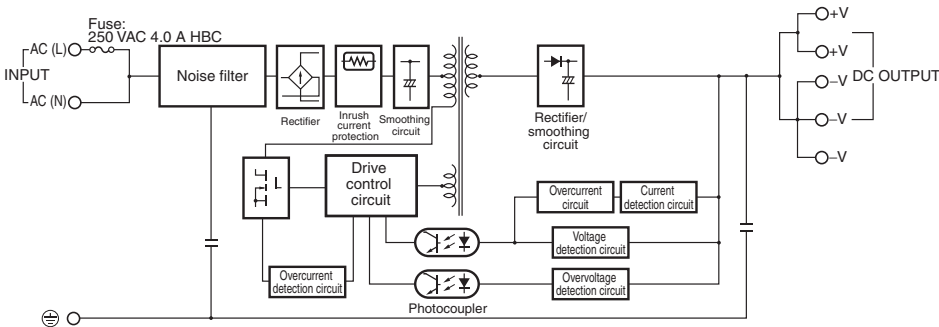 Fuse:
250 VAC 4.0 A HBC
AC (L)
INPUT
AC (N)
Noise filter
Rectifier
Inrush
current
protection
Smoothing
circuit
Rectifier/
smoothing
circuit
+V
+V
−V
DC OUTPUT
−V
−V
Drive
control
circuit
Overcurrent
circuit
Current
detection circuit
Voltage
detection circuit
Overcurrent
detection circuit
Overvoltage
detection circuit
Photocoupler